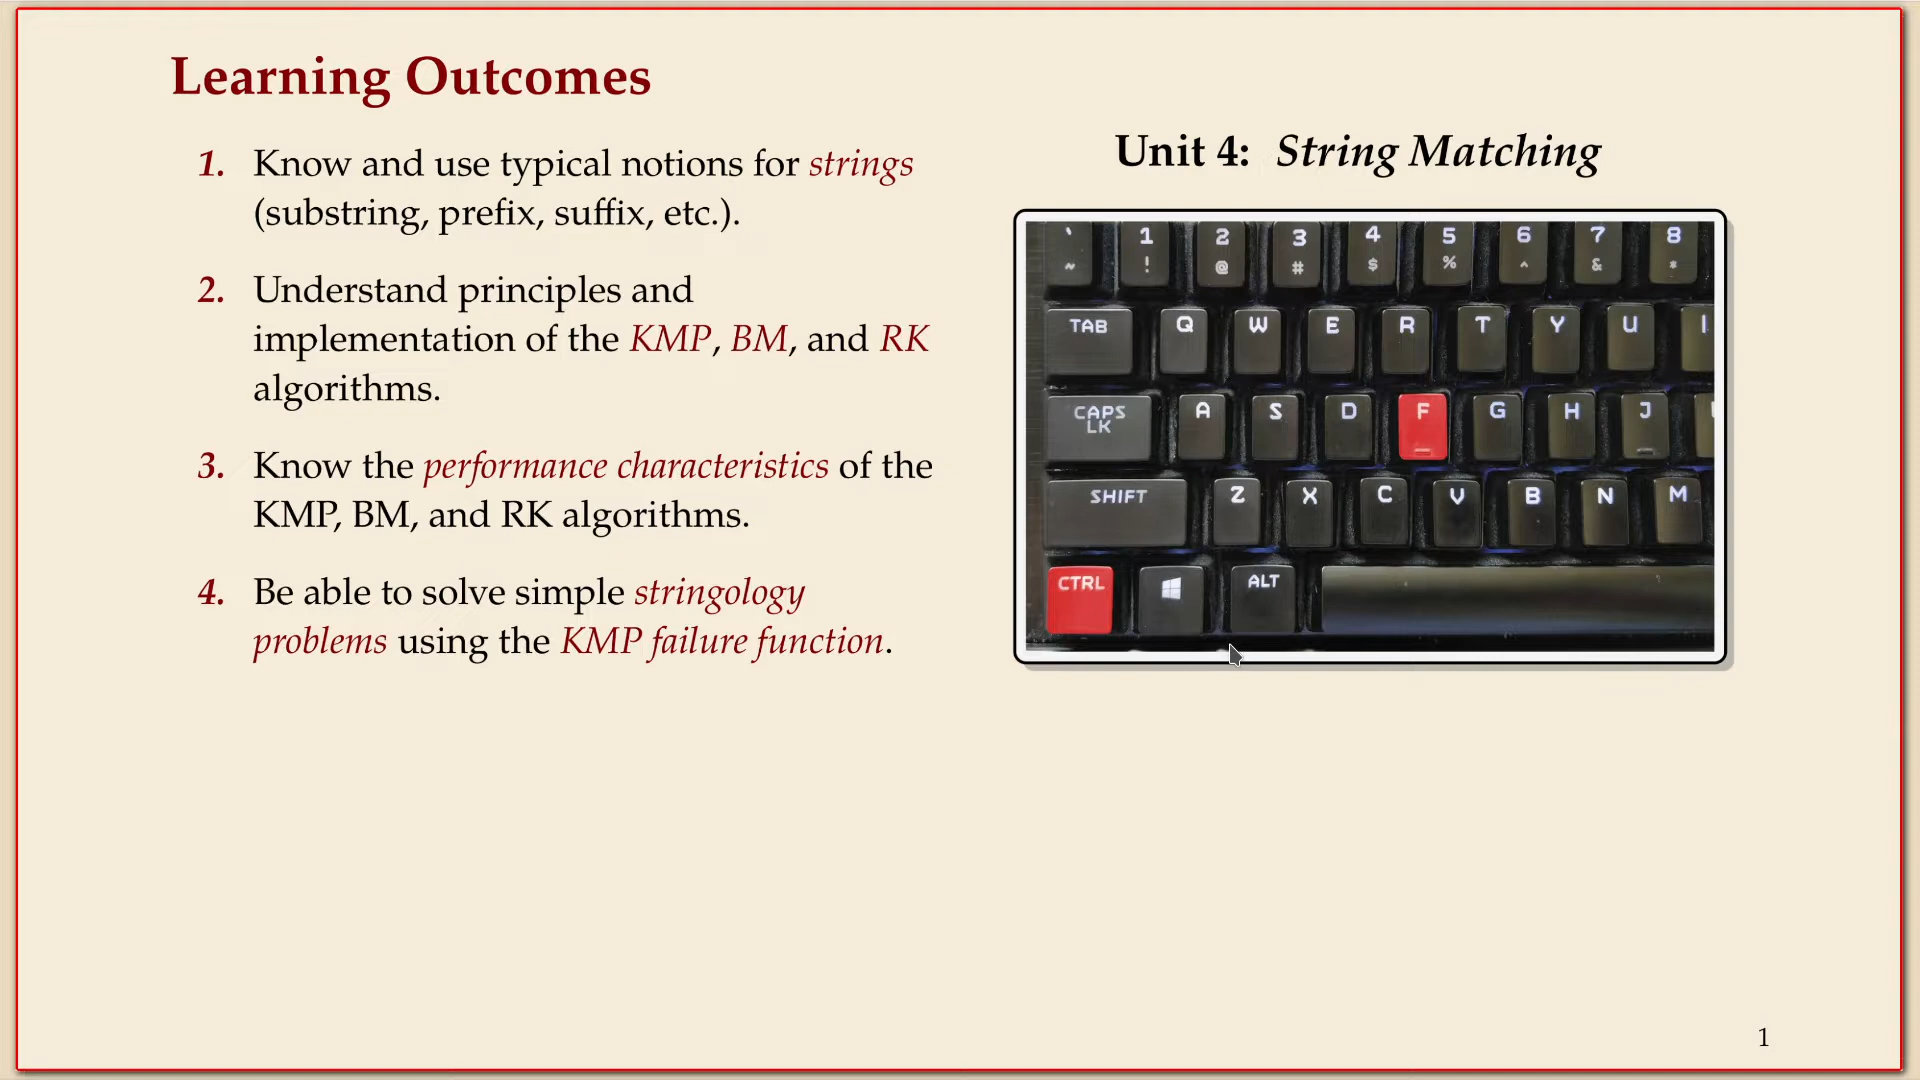 Learning Outcomes
1. Know and use typical notions for strings
(substring, prefix, suffix, etc.).
2. Understand principles and
implementation of the KMP, BM, and RK
algorithms.
3. Know the performance characteristics of the
KMP, BM, and RK algorithms.
4. Be able to solve simple stringology
problems using the KMP failure function.
Unit 4: String Matching
` 1 2 3 4 5 6 7 8
~ ! @ # $ % ^ & *
TAB Q W E R T Y U I
CAPS LK A S D F G H J
SHIFT Z X C V B N M
CTRL ALT
1